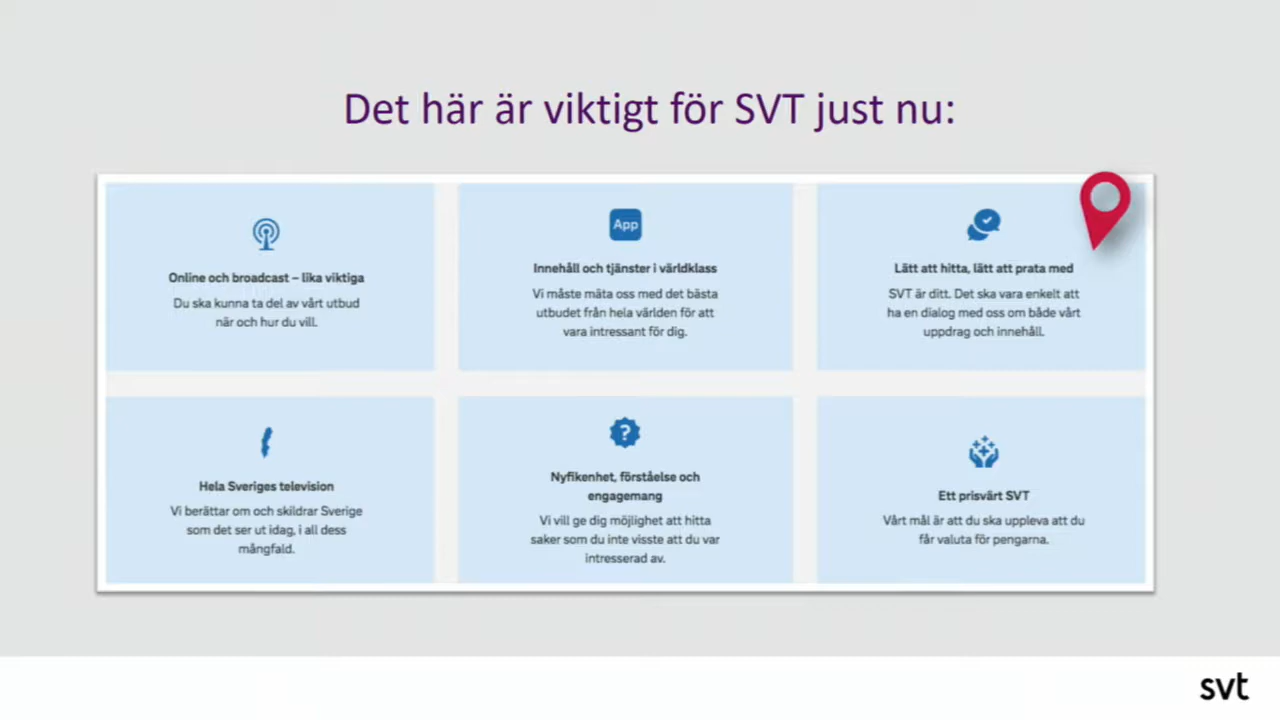 Det här är viktigt för SVT just nu:
Online och broadcast – lika viktiga
Du ska kunna ta del av vårt utbud
när och hur du vill.
App
Innehåll och tjänster i världklass
Vi måste mäta oss med det bästa
utbudet från hela världen för att
vara intressant för dig.
Lätt att hitta, lätt att prata med
SVT är ditt. Det ska vara enkelt att
ha en dialog med oss om både vårt
uppdrag och innehåll.
Hela Sveriges television
Vi berättar om och skildrar Sverige
som det ser ut idag, i all dess
mångfald.
?
Nyfikenhet, förståelse och
engagemang
Vi vill ge dig möjlighet att hitta
saker som du inte visste att du var
intresserad av.
Ett prisvärt SVT
Vårt mål är att du ska uppleva att du
får valuta för pengarna.
svt